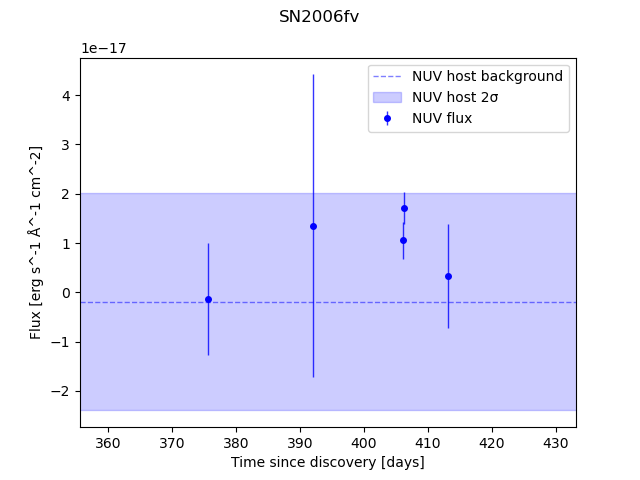 SN2006fv
1e−17
NUV host background
NUV host 2σ
NUV flux
4
3
2
1
0
−1
−2
Flux [erg s^-1 Å^-1 cm^-2]
360 370 380 390 400 410 420 430
Time since discovery [days]